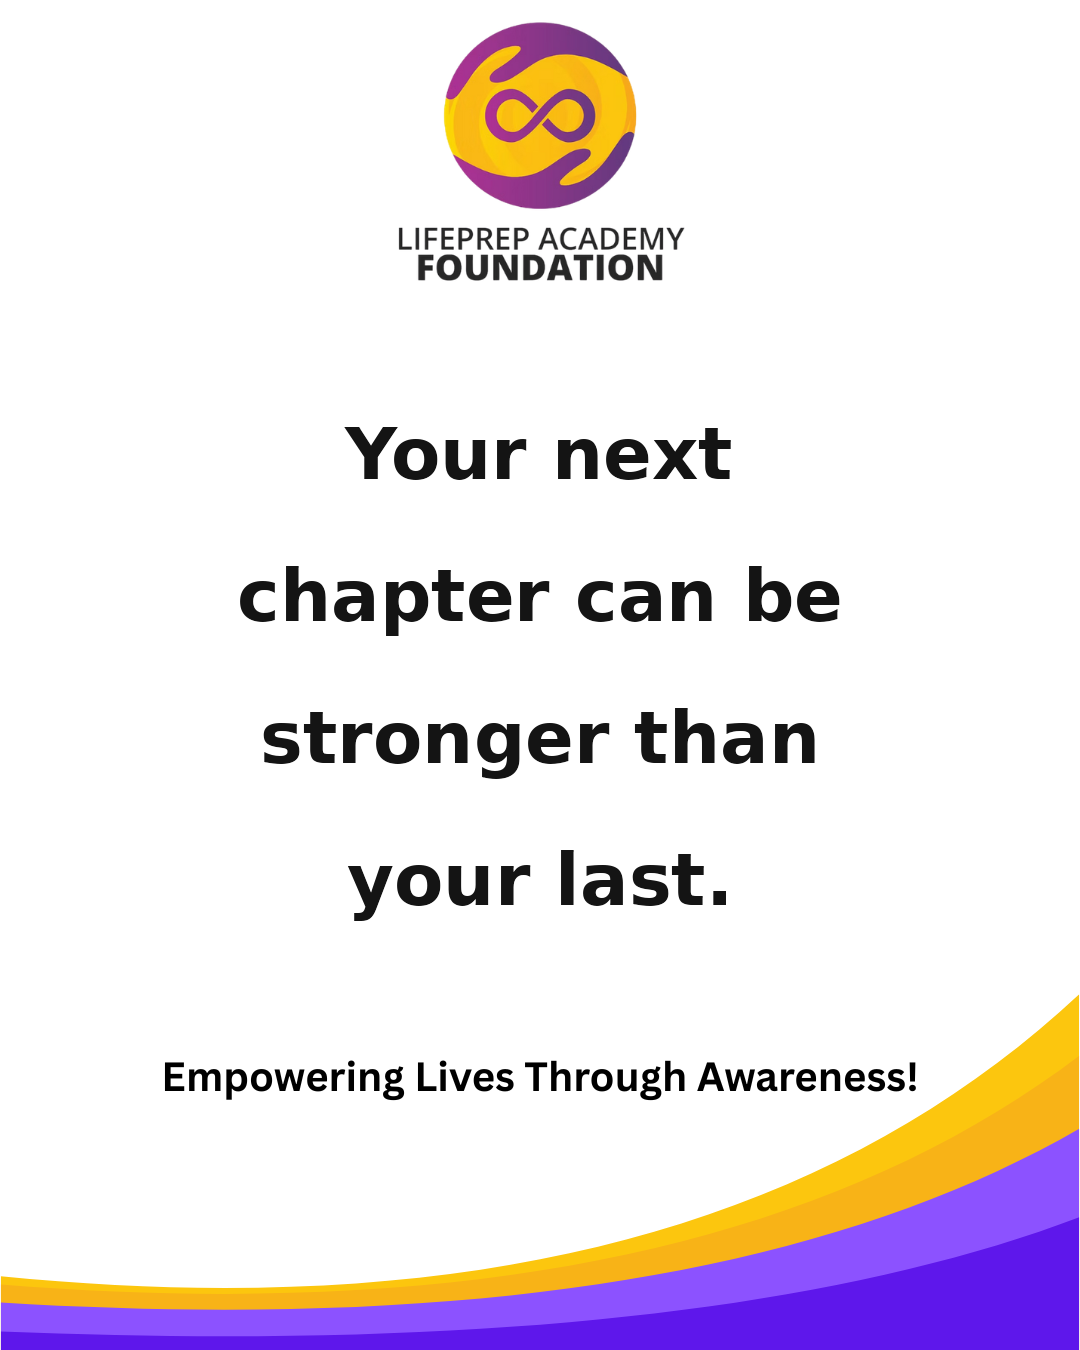 LIFEPREP ACADEMY
FOUNDATION
Your next
chapter can be
stronger than
your last.
Empowering Lives Through Awareness!